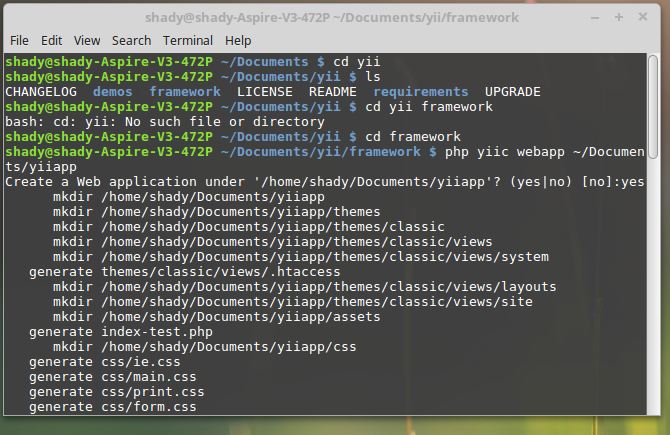 shady@shady-Aspire-V3-472P ~/Documents/yii/framework
File Edit View Search Terminal Help
shady@shady-Aspire-V3-472P ~/Documents $ cd yii
shady@shady-Aspire-V3-472P ~/Documents/yii $ ls
CHANGELOG  demos  framework  LICENSE  README  requirements  UPGRADE
shady@shady-Aspire-V3-472P ~/Documents/yii $ cd yii framework
bash: cd: yii: No such file or directory
shady@shady-Aspire-V3-472P ~/Documents/yii $ cd framework
shady@shady-Aspire-V3-472P ~/Documents/yii/framework $ php yiic webapp ~/Documen
ts/yiiapp
Create a Web application under '/home/shady/Documents/yiiapp'? (yes|no) [no]:yes
      mkdir /home/shady/Documents/yiiapp
      mkdir /home/shady/Documents/yiiapp/themes
      mkdir /home/shady/Documents/yiiapp/themes/classic
      mkdir /home/shady/Documents/yiiapp/themes/classic/views
      mkdir /home/shady/Documents/yiiapp/themes/classic/views/system
   generate themes/classic/views/.htaccess
      mkdir /home/shady/Documents/yiiapp/themes/classic/views/layouts
      mkdir /home/shady/Documents/yiiapp/themes/classic/views/site
      mkdir /home/shady/Documents/yiiapp/assets
   generate index-test.php
      mkdir /home/shady/Documents/yiiapp/css
   generate css/ie.css
   generate css/main.css
   generate css/print.css
   generate css/form.css